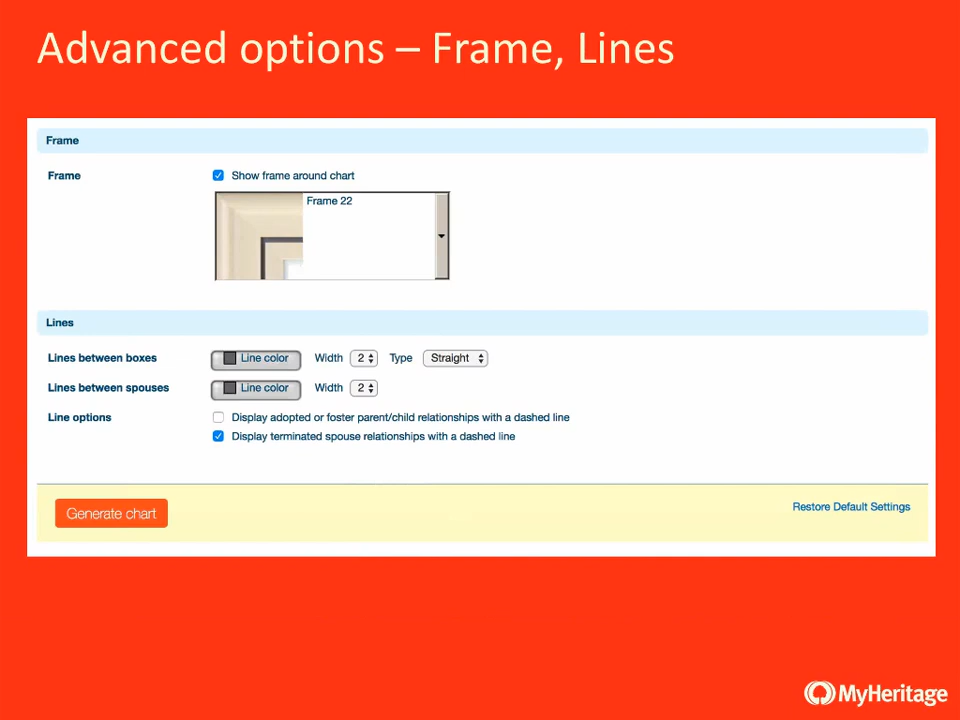 Advanced options – Frame, Lines
Frame
Frame Show frame around chart
Frame 22
Lines
Lines between boxes Line color Width 2 Type Straight
Lines between spouses Line color Width 2
Line options Display adopted or foster parent/child relationships with a dashed line
Display terminated spouse relationships with a dashed line
Generate chart Restore Default Settings
MyHeritage